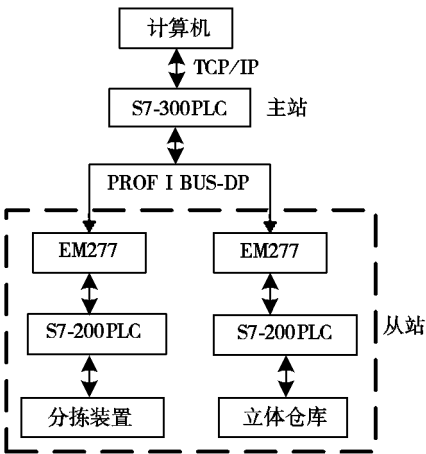 计算机
TCP/IP
S7-300PLC 主站
PROF I BUS-DP
EM277 EM277
S7-200PLC S7-200PLC 从站
分拣装置 立体仓库